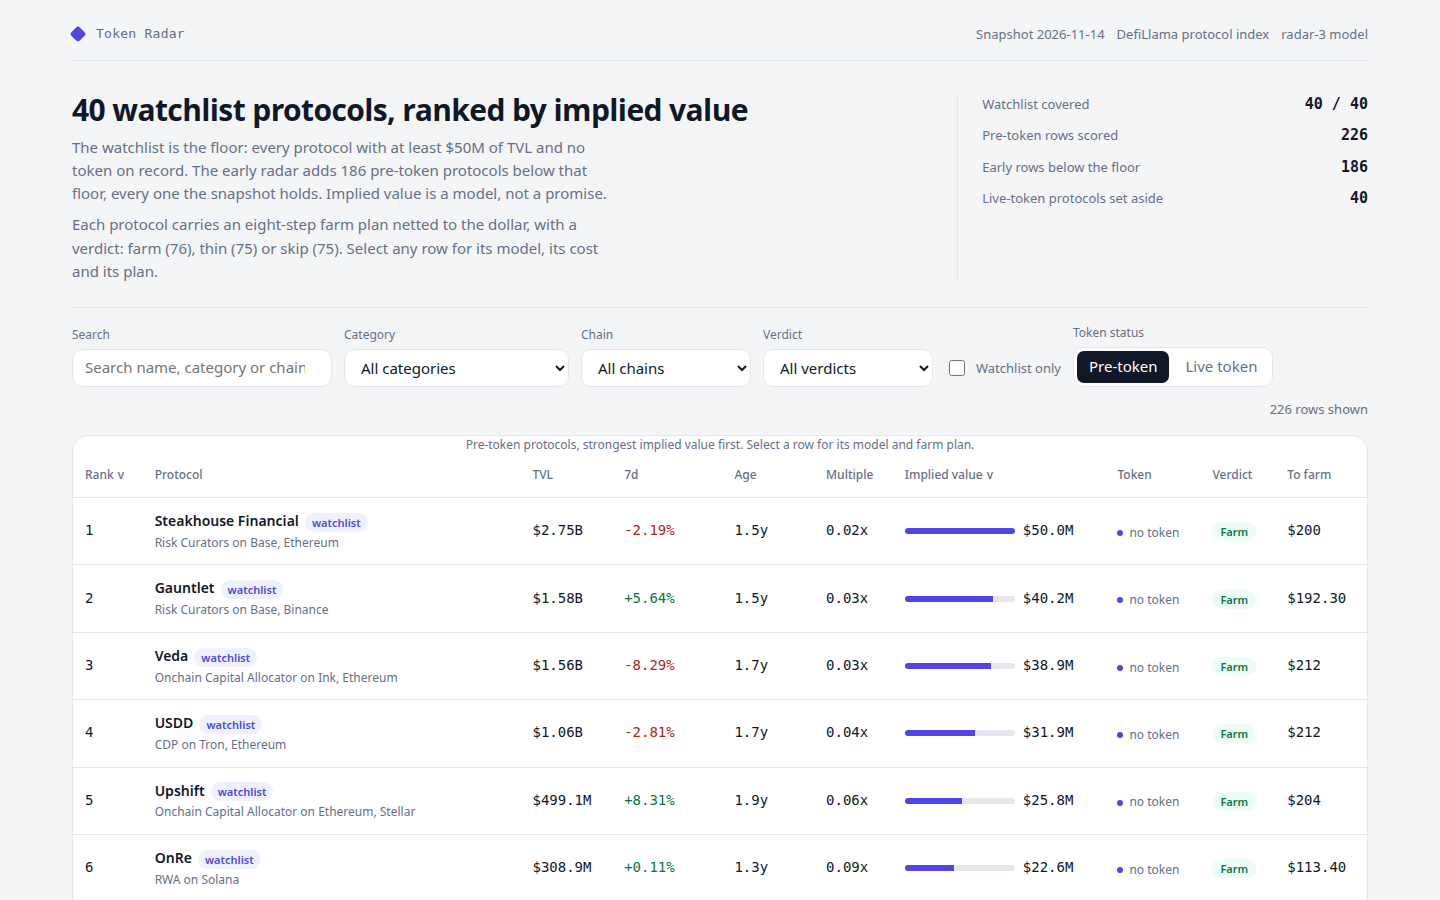 Token Radar
Snapshot 2026-11-14 DefiLlama protocol index radar-3 model
40 watchlist protocols, ranked by implied value
The watchlist is the floor: every protocol with at least $50M of TVL and no
token on record. The early radar adds 186 pre-token protocols below that
floor, every one the snapshot holds. Implied value is a model, not a promise.
Each protocol carries an eight-step farm plan netted to the dollar, with a
verdict: farm (76), thin (75) or skip (75). Select any row for its model, its cost
and its plan.
Watchlist covered 40 / 40
Pre-token rows scored 226
Early rows below the floor 186
Live-token protocols set aside 40
Search Category Chain Verdict Token status
Search name, category or chain All categories All chains All verdicts Watchlist only Pre-token Live token
226 rows shown
Pre-token protocols, strongest implied value first. Select a row for its model and farm plan.
Rank v Protocol TVL 7d Age Multiple Implied value v Token Verdict To farm
1 Steakhouse Financial watchlist $2.75B -2.19% 1.5y 0.02x $50.0M no token Farm $200
Risk Curators on Base, Ethereum
2 Gauntlet watchlist $1.58B +5.64% 1.5y 0.03x $40.2M no token Farm $192.30
Risk Curators on Base, Binance
3 Veda watchlist $1.56B -8.29% 1.7y 0.03x $38.9M no token Farm $212
Onchain Capital Allocator on Ink, Ethereum
4 USDD watchlist $1.06B -2.81% 1.7y 0.04x $31.9M no token Farm $212
CDP on Tron, Ethereum
5 Upshift watchlist $499.1M +8.31% 1.9y 0.06x $25.8M no token Farm $204
Onchain Capital Allocator on Ethereum, Stellar
6 OnRe watchlist $308.9M +0.11% 1.3y 0.09x $22.6M no token Farm $113.40
RWA on Solana